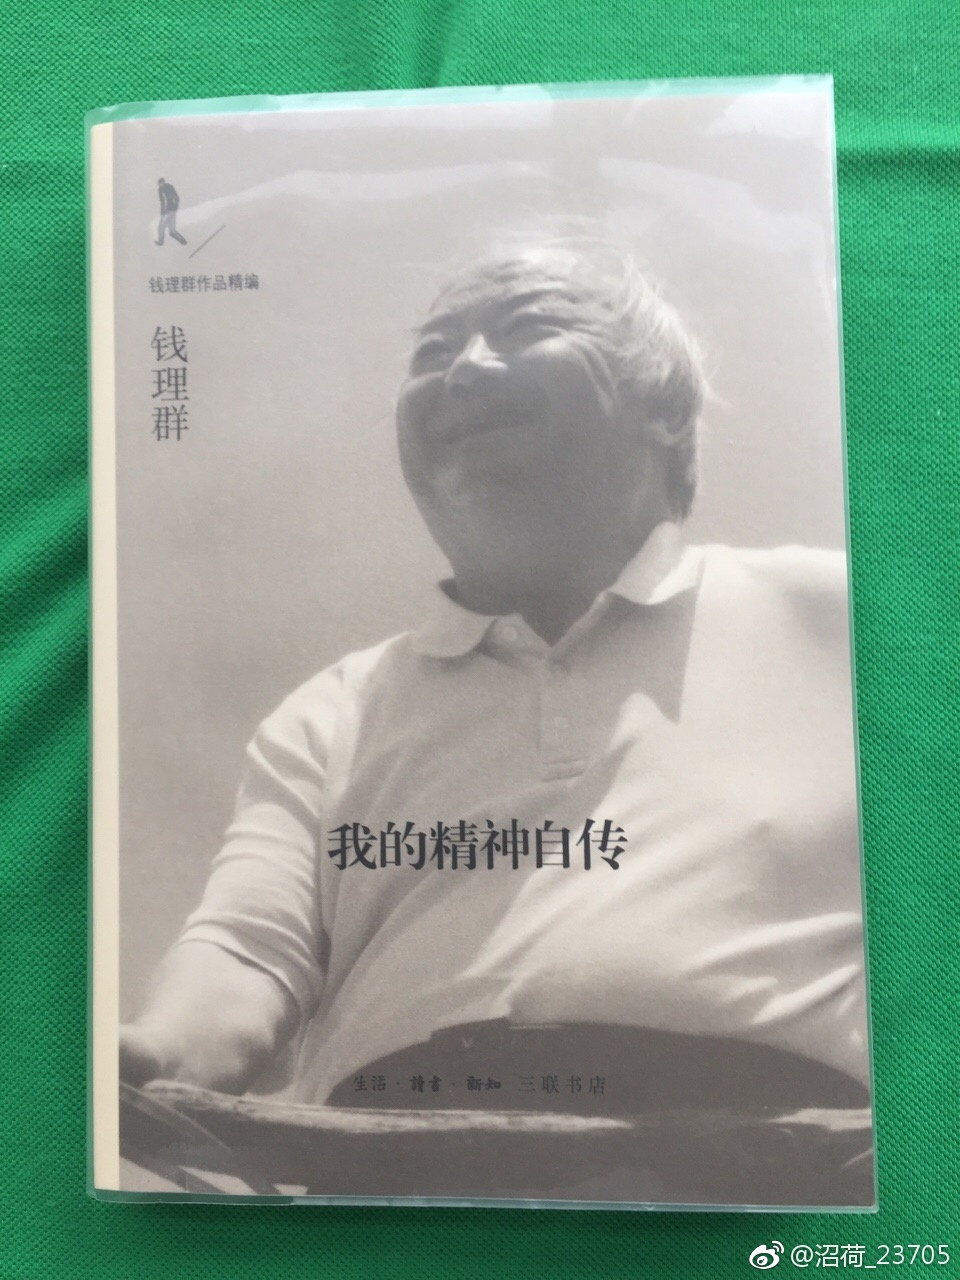 钱理群作品精编
钱理群
我的精神自传
生活·讀書·新知 三联书店
@沼荷_23705